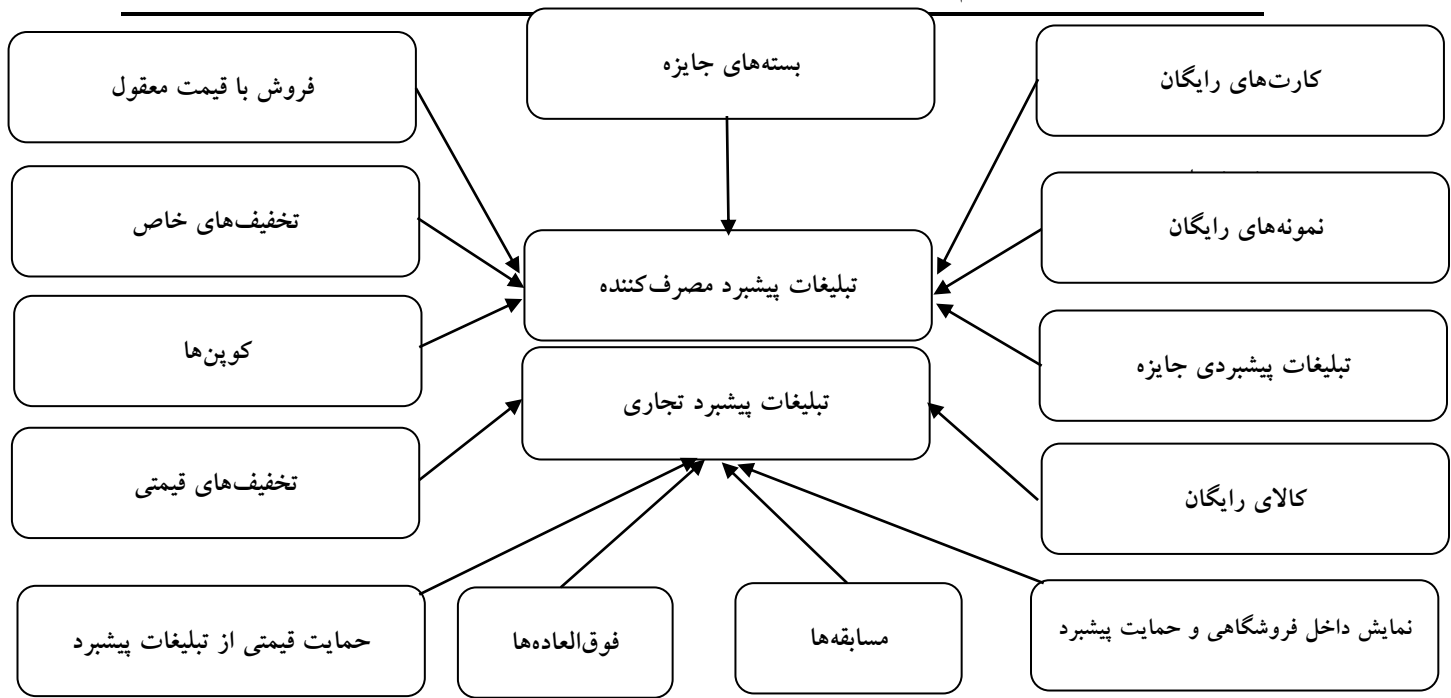 بسته‌های جایزه
کارت‌های رایگان
فروش با قیمت معقول
نمونه‌های رایگان
تخفیف‌های خاص
تبلیغات پیشبرد مصرف‌کننده
تبلیغات پیشبردی جایزه
کوپن‌ها
تبلیغات پیشبرد تجاری
کالای رایگان
تخفیف‌های قیمتی
نمایش داخل فروشگاهی و حمایت پیشبرد
مسابقه‌ها
فوق‌العاده‌ها
حمایت قیمتی از تبلیغات پیشبرد